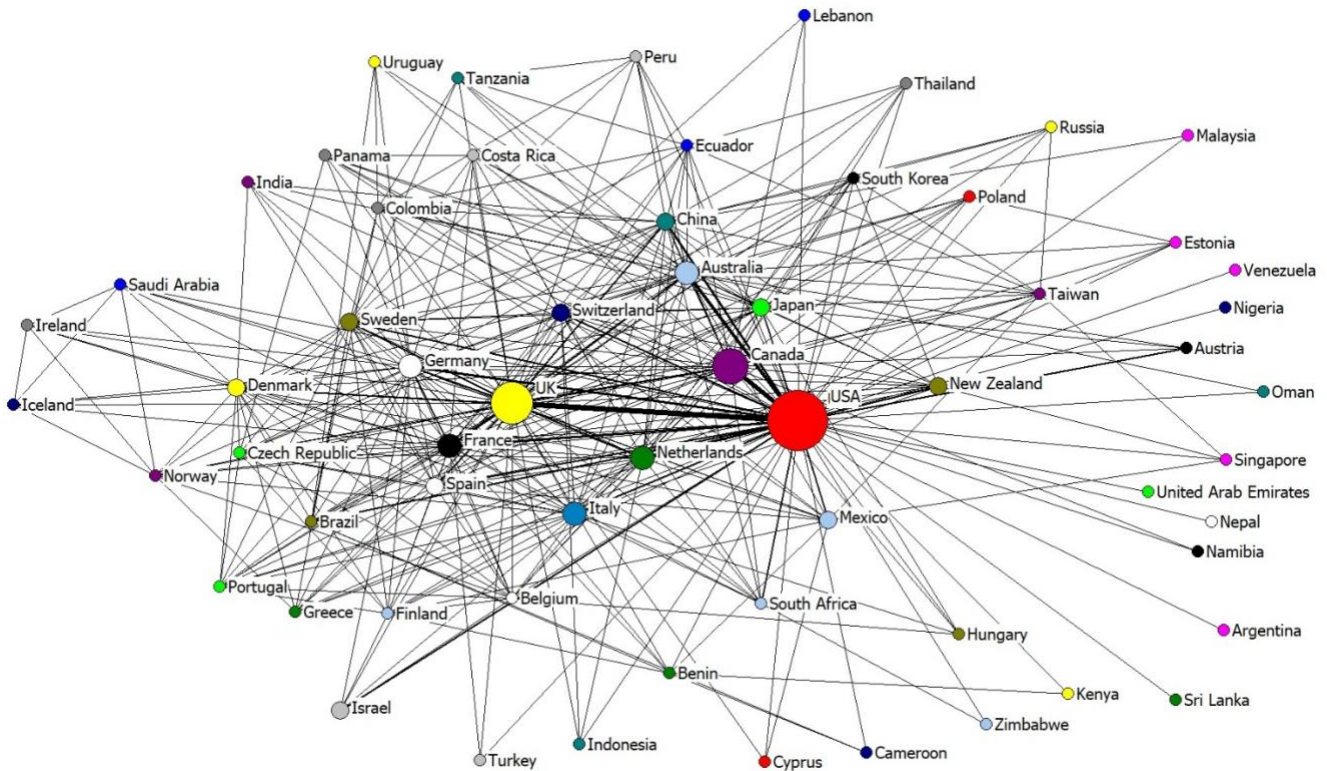 Lebanon
Uruguay
Peru
Tanzania
Thailand
Russia
Malaysia
Ecuador
Panama
Costa Rica
India
South Korea
Poland
Colombia
China
Estonia
Australia
Venezuela
Saudi Arabia
Taiwan
Nigeria
Japan
Switzerland
Sweden
Ireland
Austria
Canada
Germany
Denmark
UK
New Zealand
USA
Oman
Iceland
France
Czech Republic
Netherlands
Singapore
Norway
Spain
United Arab Emirates
Italy
Mexico
Nepal
Brazil
Namibia
Portugal
Belgium
South Africa
Greece
Finland
Hungary
Argentina
Benin
Kenya
Sri Lanka
Israel
Zimbabwe
Indonesia
Cameroon
Turkey
Cyprus